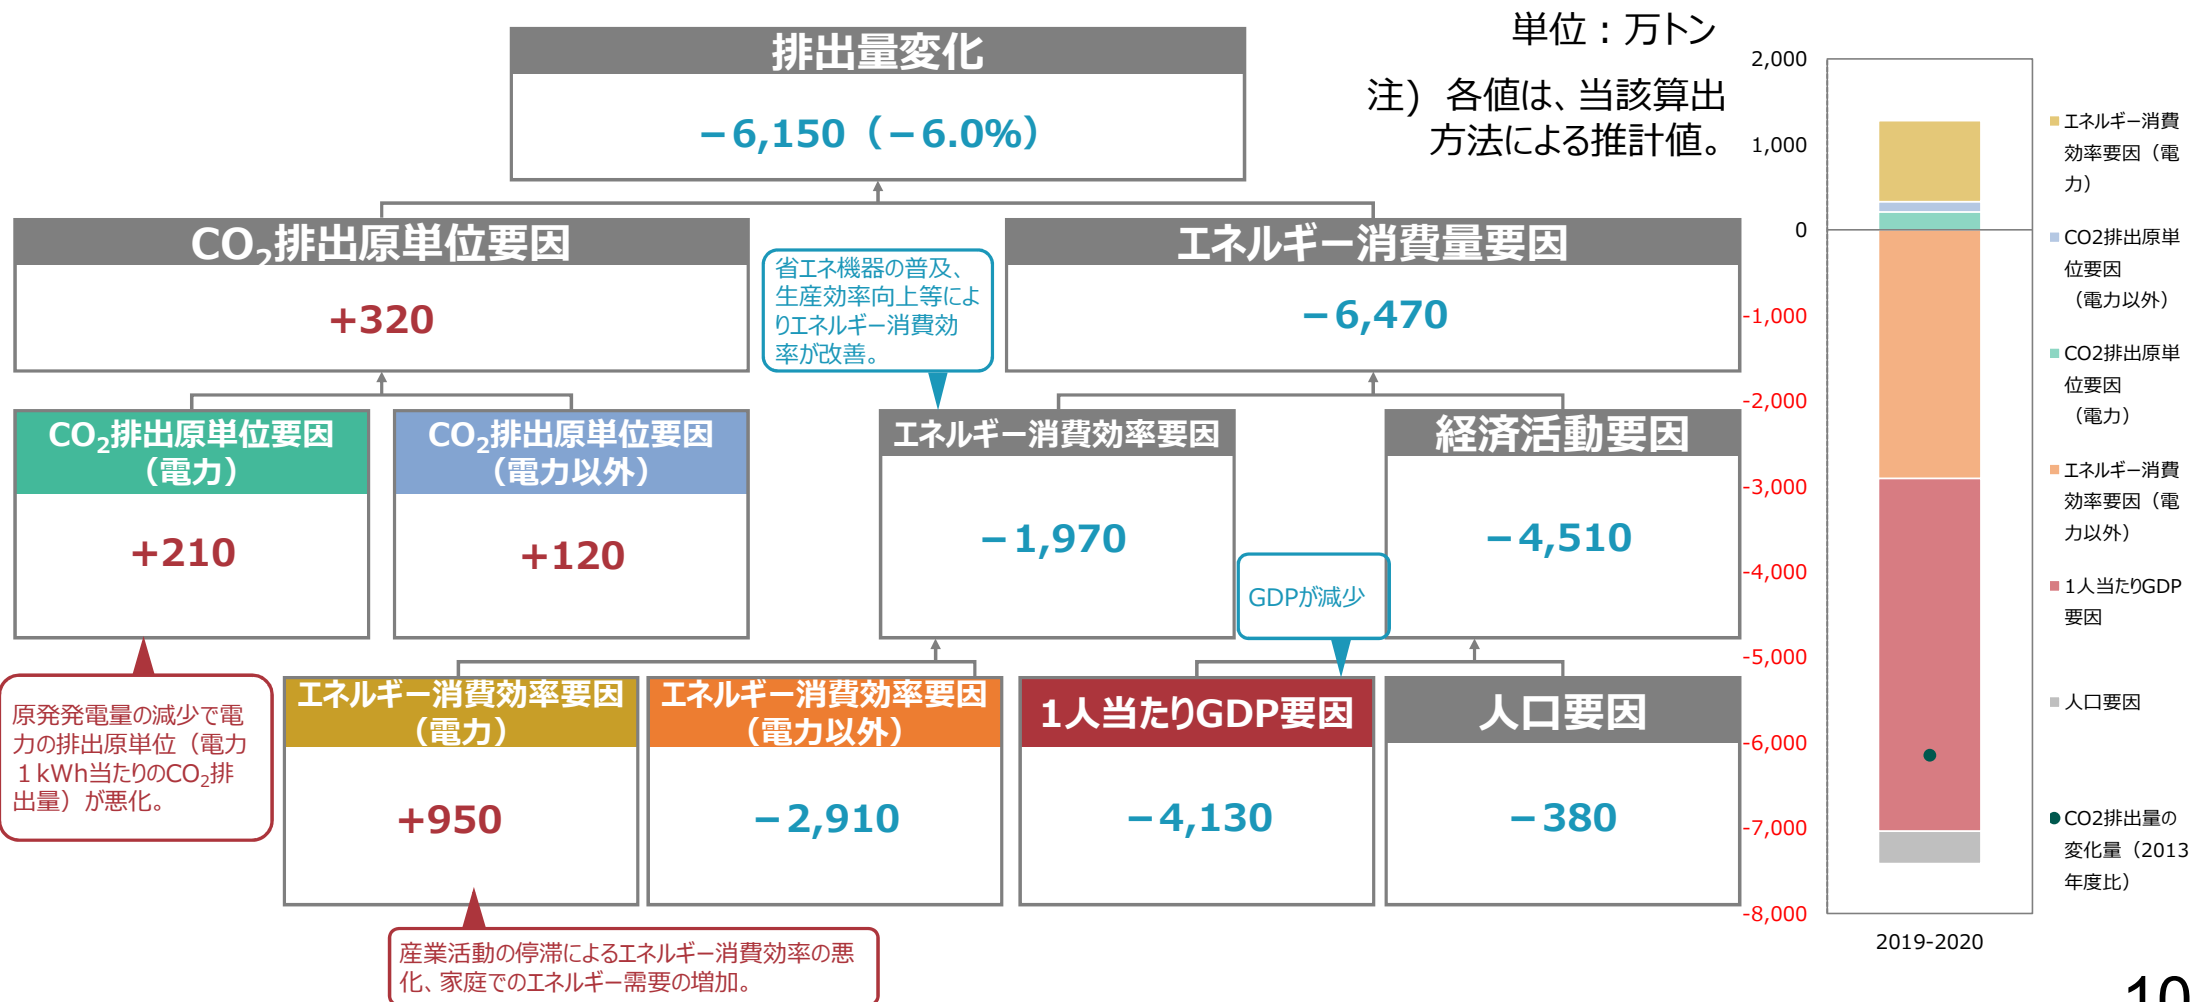 排出量変化
－6,150（－6.0%）
単位：万トン
注）各値は、当該算出
方法による推計値。
CO2排出原単位要因
+320
エネルギー消費量要因
－6,470
省エネ機器の普及、
生産効率向上等によ
りエネルギー消費効
率が改善。
CO2排出原単位要因
（電力）
+210
CO2排出原単位要因
（電力以外）
+120
エネルギー消費効率要因
－1,970
経済活動要因
－4,510
GDPが減少
原発発電量の減少で電
力の排出原単位（電力
１kWh当たりのCO2排
出量）が悪化。
エネルギー消費効率要因
（電力）
+950
エネルギー消費効率要因
（電力以外）
－2,910
1人当たりGDP要因
－4,130
人口要因
－380
産業活動の停滞によるエネルギー消費効率の悪
化、家庭でのエネルギー需要の増加。
2,000
1,000
0
-1,000
-2,000
-3,000
-4,000
-5,000
-6,000
-7,000
-8,000
2019-2020
エネルギー消費
効率要因（電
力）
CO2排出原単
位要因
（電力以外）
CO2排出原単
位要因
（電力）
エネルギー消費
効率要因（電
力以外）
1人当たりGDP
要因
人口要因
CO2排出量の
変化量（2013
年度比）
10